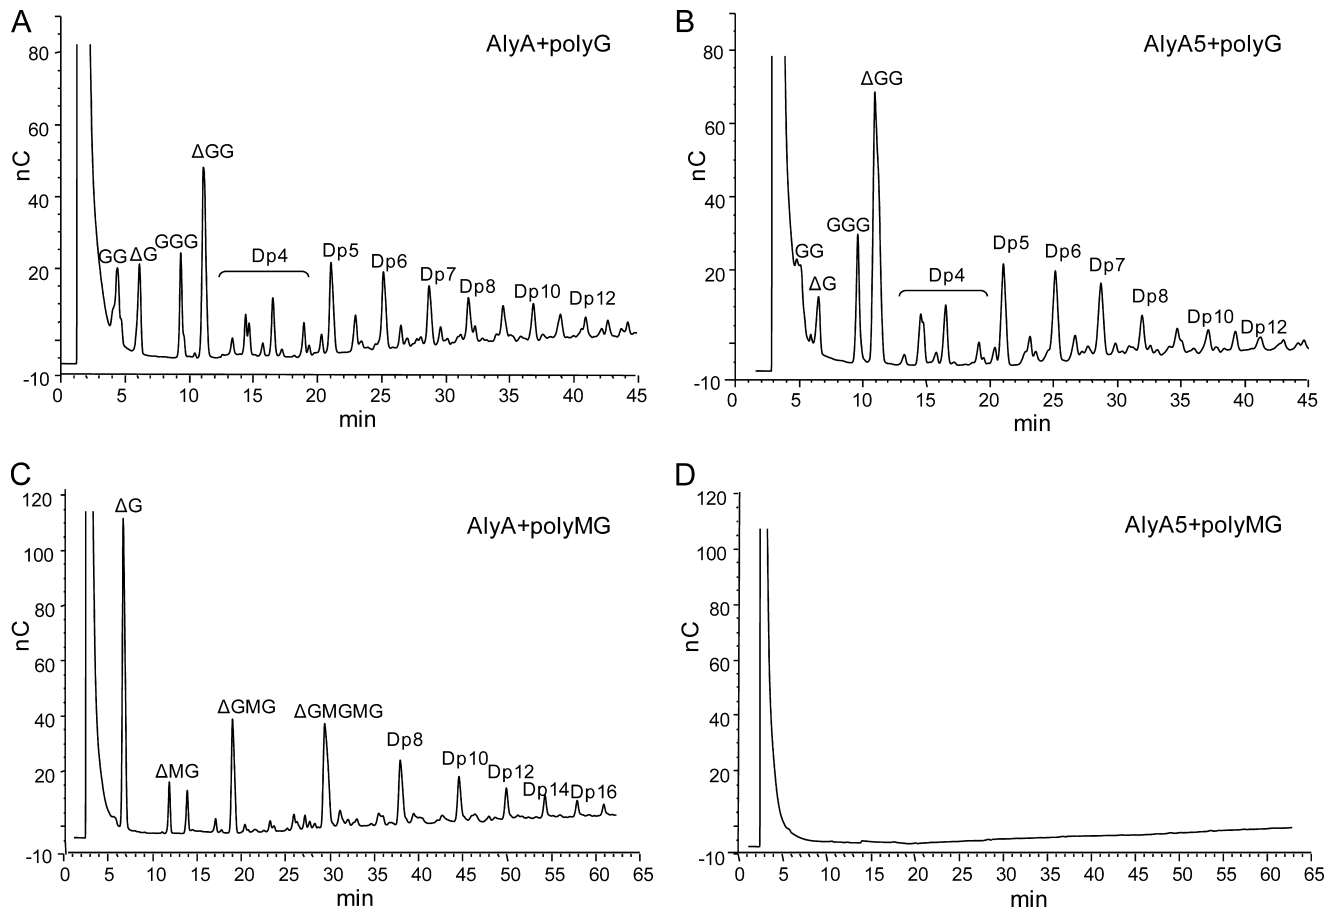 A
AlyA+polyG
80
60
40
20
-10
nC
GG
ΔG
GGG
ΔGG
Dp4
Dp5
Dp6
Dp7
Dp8
Dp10
Dp12
0 5 10 15 20 25 30 35 40 45
min
B
AlyA5+polyG
80
60
40
20
-10
nC
GG
ΔG
GGG
ΔGG
Dp4
Dp5
Dp6
Dp7
Dp8
Dp10
Dp12
0 5 10 15 20 25 30 35 40 45
min
C
AlyA+polyMG
120
100
80
60
40
20
-10
nC
ΔG
ΔMG
ΔGMG
ΔGMGMG
Dp8
Dp10
Dp12
Dp14
Dp16
0 5 10 15 20 25 30 35 40 45 50 55 60 65
min
D
AlyA5+polyMG
120
100
80
60
40
20
-10
nC
0 5 10 15 20 25 30 35 40 45 50 55 60 65
min